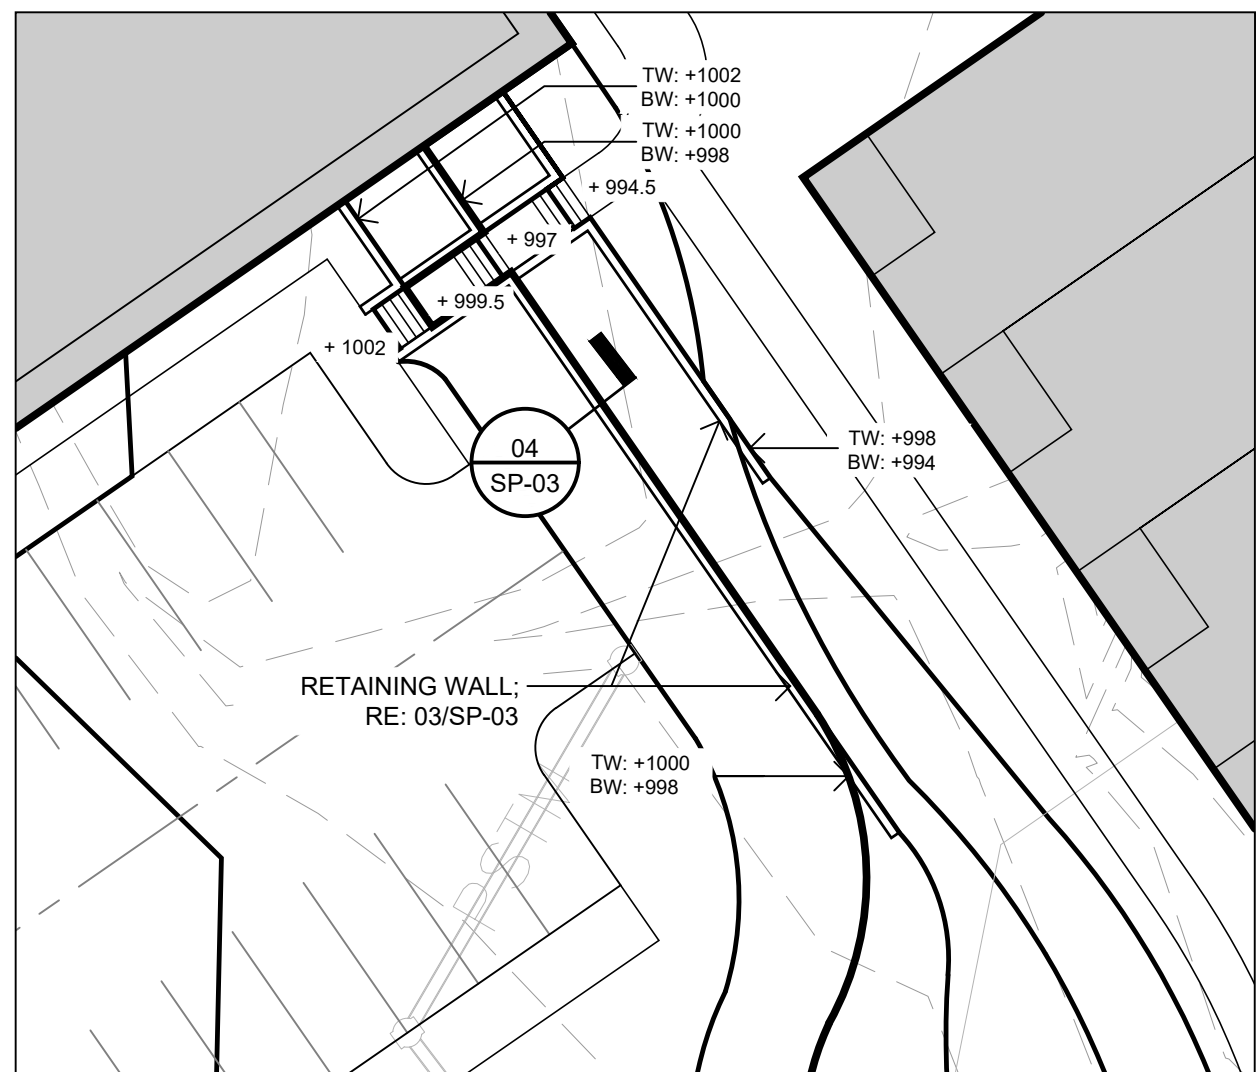 TW: +1002
BW: +1000
TW: +1000
BW: +998
+ 994.5
+ 997
+ 999.5
+ 1002
04
SP-03
TW: +998
BW: +994
RETAINING WALL;
RE: 03/SP-03
TW: +1000
BW: +998